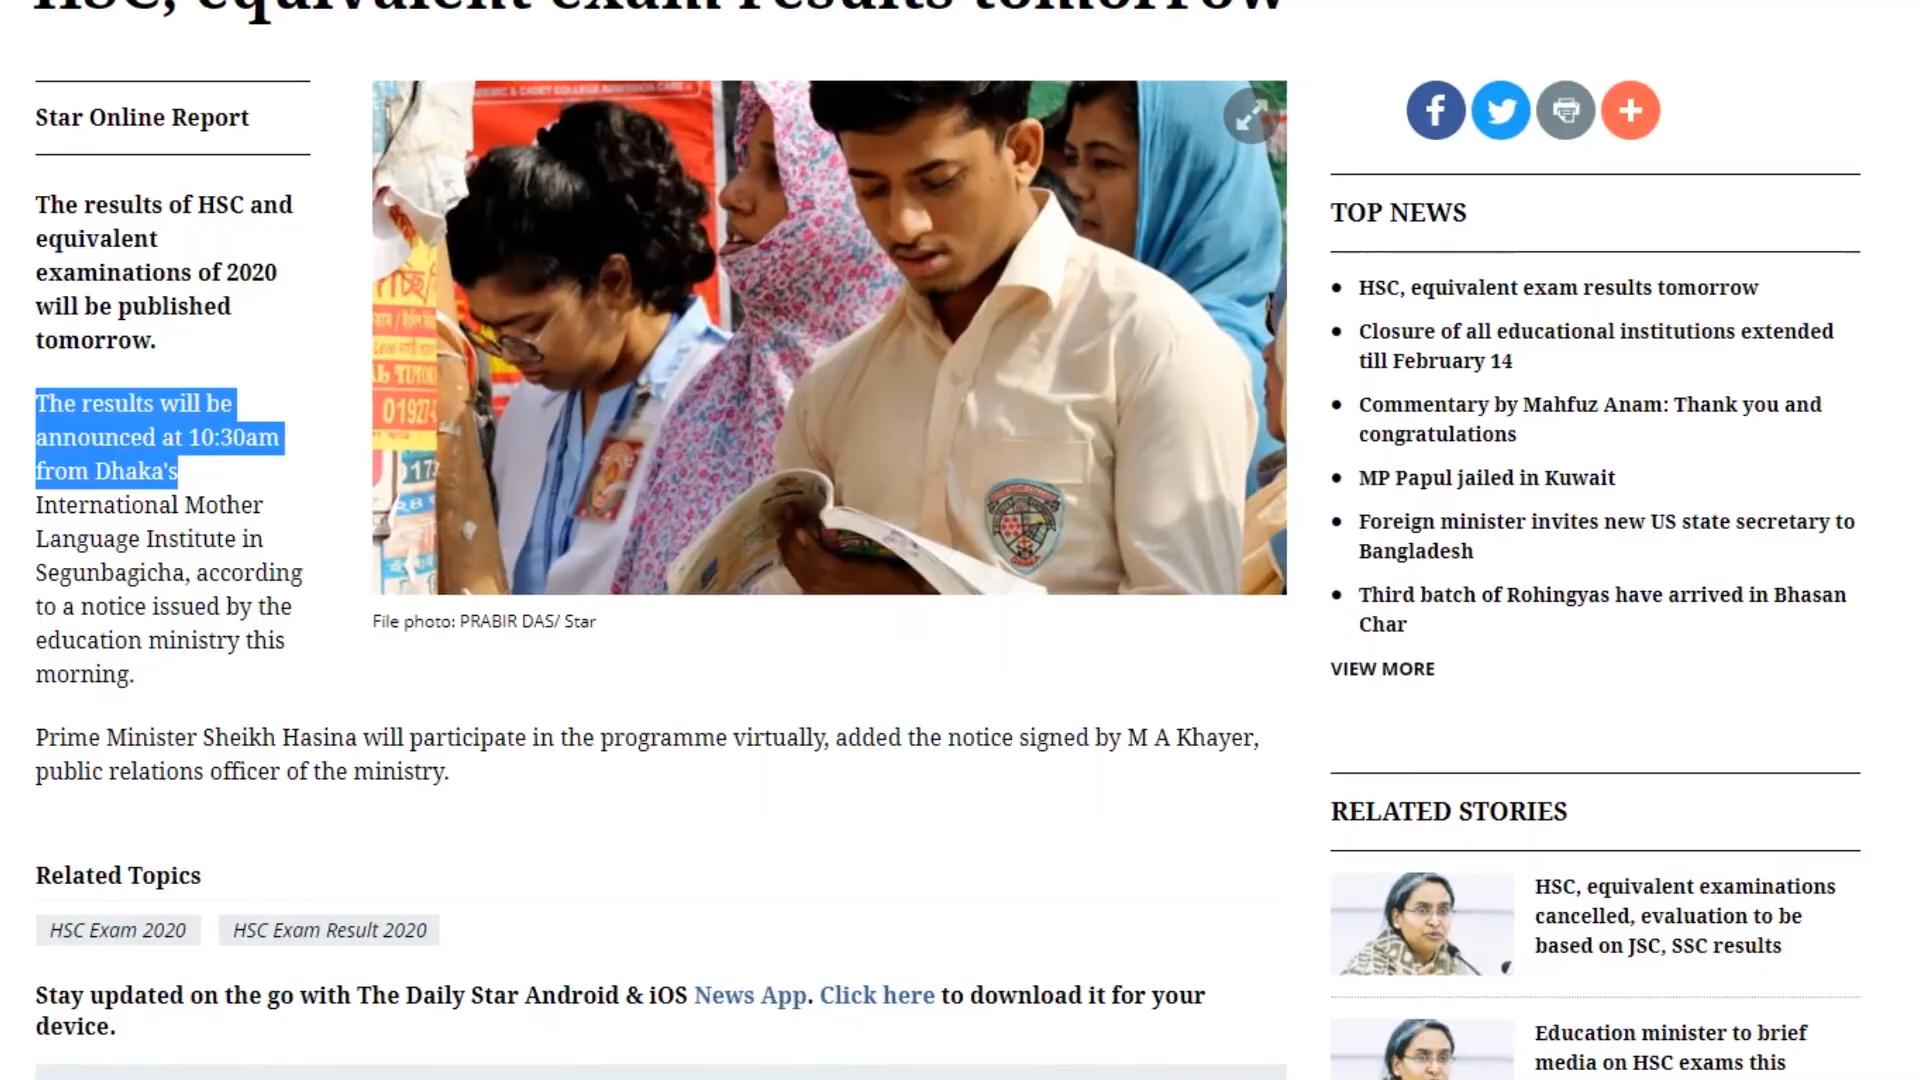 HSC, equivalent exam results tomorrow
Star Online Report
The results of HSC and
equivalent
examinations of 2020
will be published
tomorrow.
The results will be
announced at 10:30am
from Dhaka's
International Mother
Language Institute in
Segunbagicha, according
to a notice issued by the
education ministry this
morning.
File photo: PRABIR DAS/ Star
Prime Minister Sheikh Hasina will participate in the programme virtually, added the notice signed by M A Khayer,
public relations officer of the ministry.
Related Topics
HSC Exam 2020
HSC Exam Result 2020
Stay updated on the go with The Daily Star Android & iOS News App. Click here to download it for your
device.
TOP NEWS
HSC, equivalent exam results tomorrow
Closure of all educational institutions extended
till February 14
Commentary by Mahfuz Anam: Thank you and
congratulations
MP Papul jailed in Kuwait
Foreign minister invites new US state secretary to
Bangladesh
Third batch of Rohingyas have arrived in Bhasan
Char
VIEW MORE
RELATED STORIES
HSC, equivalent examinations
cancelled, evaluation to be
based on JSC, SSC results
Education minister to brief
media on HSC exams this